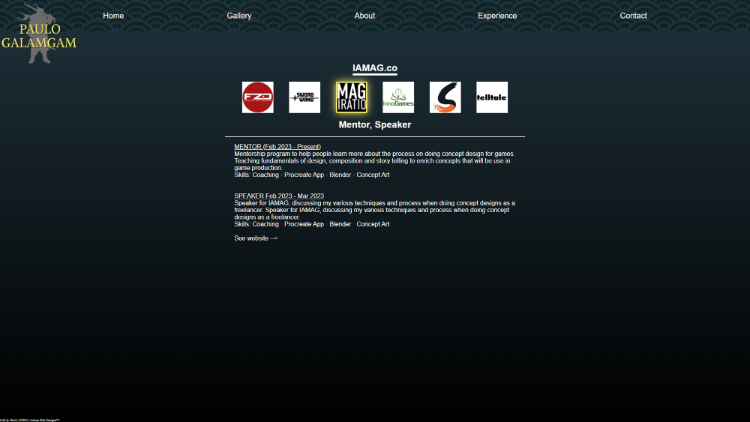 PAULO
GALAMGAM
Home
Gallery
About
Experience
Contact
IAMAG.co
FZD
SWORD
WING
MAG
IRATIO
InnoGames
telltale
Mentor, Speaker
MENTOR (Feb 2023 - Present)
Mentorship program to help people learn more about the process on doing concept design for games.
Teaching fundamentals of design, composition and story telling to enrich concepts that will be use in
game production.
Skills: Coaching · Procreate App · Blender · Concept Art
SPEAKER Feb 2023 - Mar 2023
Speaker for IAMAG, discussing my various techniques and process when doing concept designs as a
freelancer. Speaker for IAMAG, discussing my various techniques and process when doing concept
designs as a freelancer.
Skills: Coaching · Procreate App · Blender · Concept Art
See website -->